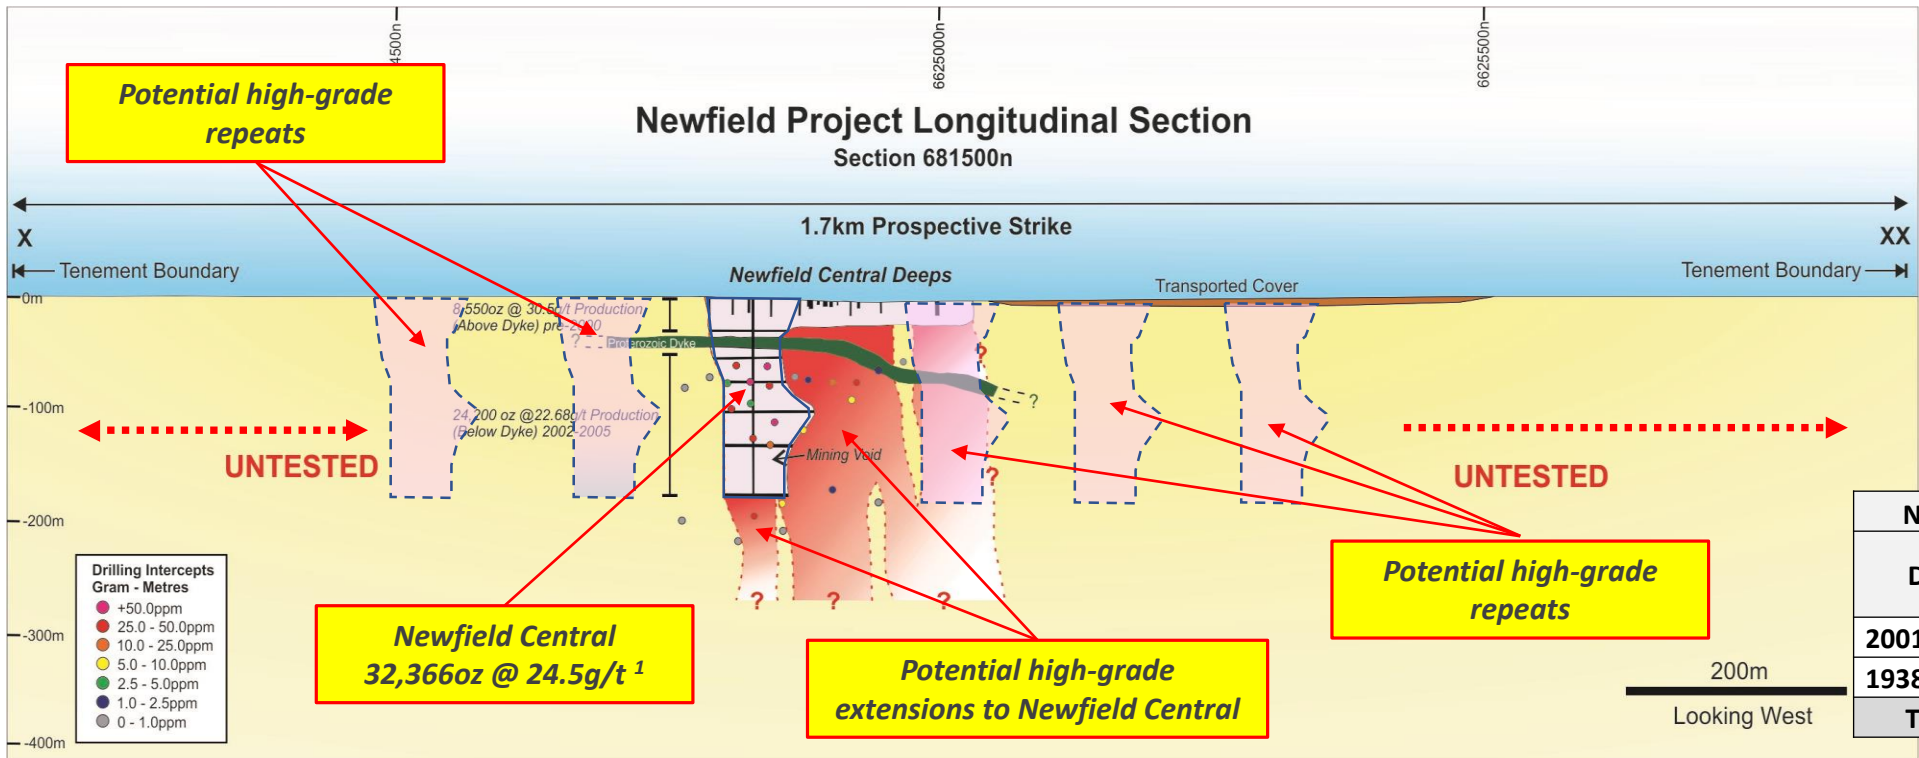 4500n
6625000n
6625500n
Potential high-grade
repeats
Newfield Project Longitudinal Section
Section 681500n
1.7km Prospective Strike
X
XX
Tenement Boundary
Newfield Central Deeps
Tenement Boundary
Transported Cover
0m
8,550oz @ 30.5g/t Production
(Above Dyke) pre-2000
?
Proterozoic Dyke
?
?
-100m
24,200 oz @22.68g/t Production
(Below Dyke) 2002-2005
Mining Void
?
UNTESTED
UNTESTED
-200m
Drilling Intercepts
Gram - Metres
+50.0ppm
25.0 - 50.0ppm
10.0 - 25.0ppm
5.0 - 10.0ppm
2.5 - 5.0ppm
1.0 - 2.5ppm
0 - 1.0ppm
? ? ?
Newfield Central
32,366oz @ 24.5g/t 1
Potential high-grade
extensions to Newfield Central
Potential high-grade
repeats
-300m
-400m
200m
Looking West
N
D
2001
1938
T